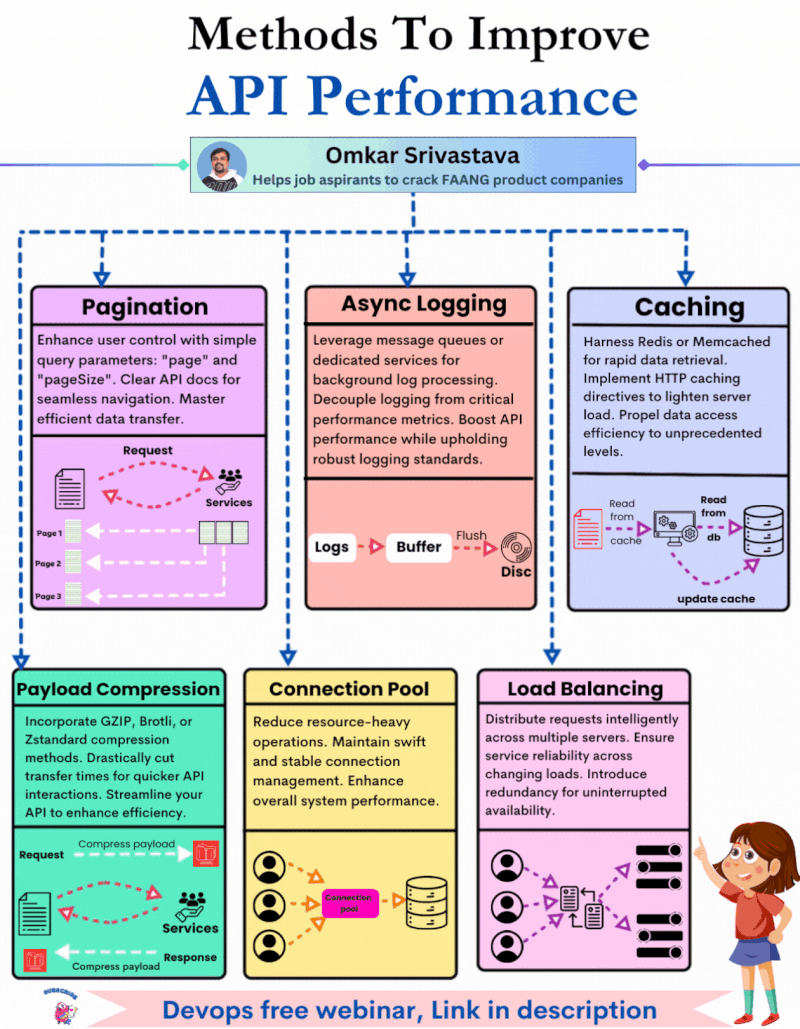 Methods To Improve
API Performance
Omkar Srivastava
Helps job aspirants to crack FAANG product companies
Pagination
Enhance user control with simple
query parameters: "page" and
"pageSize". Clear API docs for
seamless navigation. Master
efficient data transfer.
Request
Services
Page 1
Page 2
Page 3
Async Logging
Leverage message queues or
dedicated services for
background log processing.
Decouple logging from critical
performance metrics. Boost API
performance while upholding
robust logging standards.
Logs
Buffer
Flush
Disc
Caching
Harness Redis or Memcached
for rapid data retrieval.
Implement HTTP caching
directives to lighten server
load. Propel data access
efficiency to unprecedented
levels.
Read
from
cache
Read
from
db
update cache
Payload Compression
Incorporate GZIP, Brotli, or
Zstandard compression
methods. Drastically cut
transfer times for quicker API
interactions. Streamline your
API to enhance efficiency.
Request
Compress payload
Services
Response
Compress payload
Connection Pool
Reduce resource-heavy
operations. Maintain swift
and stable connection
management. Enhance
overall system performance.
Connection
pool
Load Balancing
Distribute requests intelligently
across multiple servers. Ensure
service reliability across
changing loads. Introduce
redundancy for uninterrupted
availability.
SUBSCRIBE
Devops free webinar, Link in description